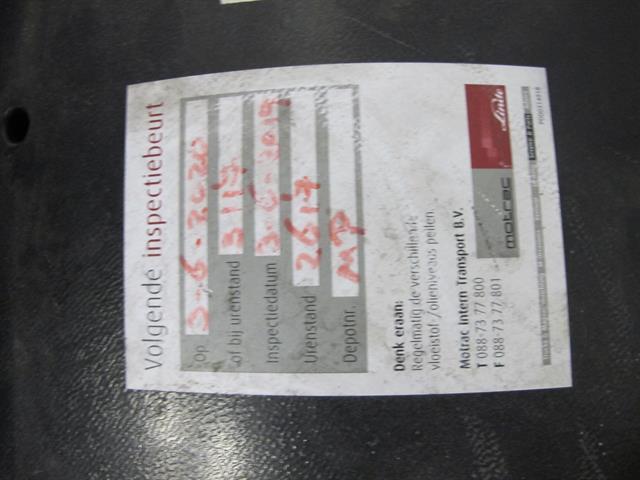 Volgende inspectiebeurt
Op 3-6-2020
of bij urenstand 3117
Inspectiedatum 3-6-2019
Urenstand 2617
Depotnr. MP
Denk eraan:
Regelmatig de verschillende
vloeistof-/olieniveaus peilen.
Motrac Intern Transport B.V.
T 088-73 77 800
F 088-73 77 801
motrac
Linde